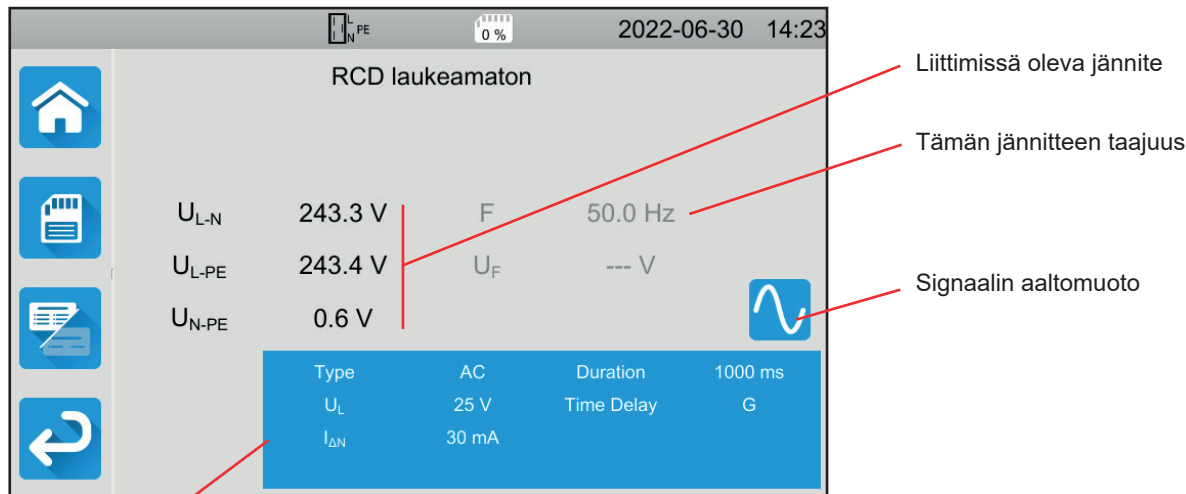 L
N PE
0 % 2022-06-30 14:23
RCD laukeamaton
Liittimissä oleva jännite
Tämän jännitteen taajuus
U_L-N 243.3 V F 50.0 Hz
U_L-PE 243.4 V U_F --- V
Signaalin aaltomuoto
U_N-PE 0.6 V
Type AC Duration 1000 ms
U_L 25 V Time Delay G
I_ΔN 30 mA